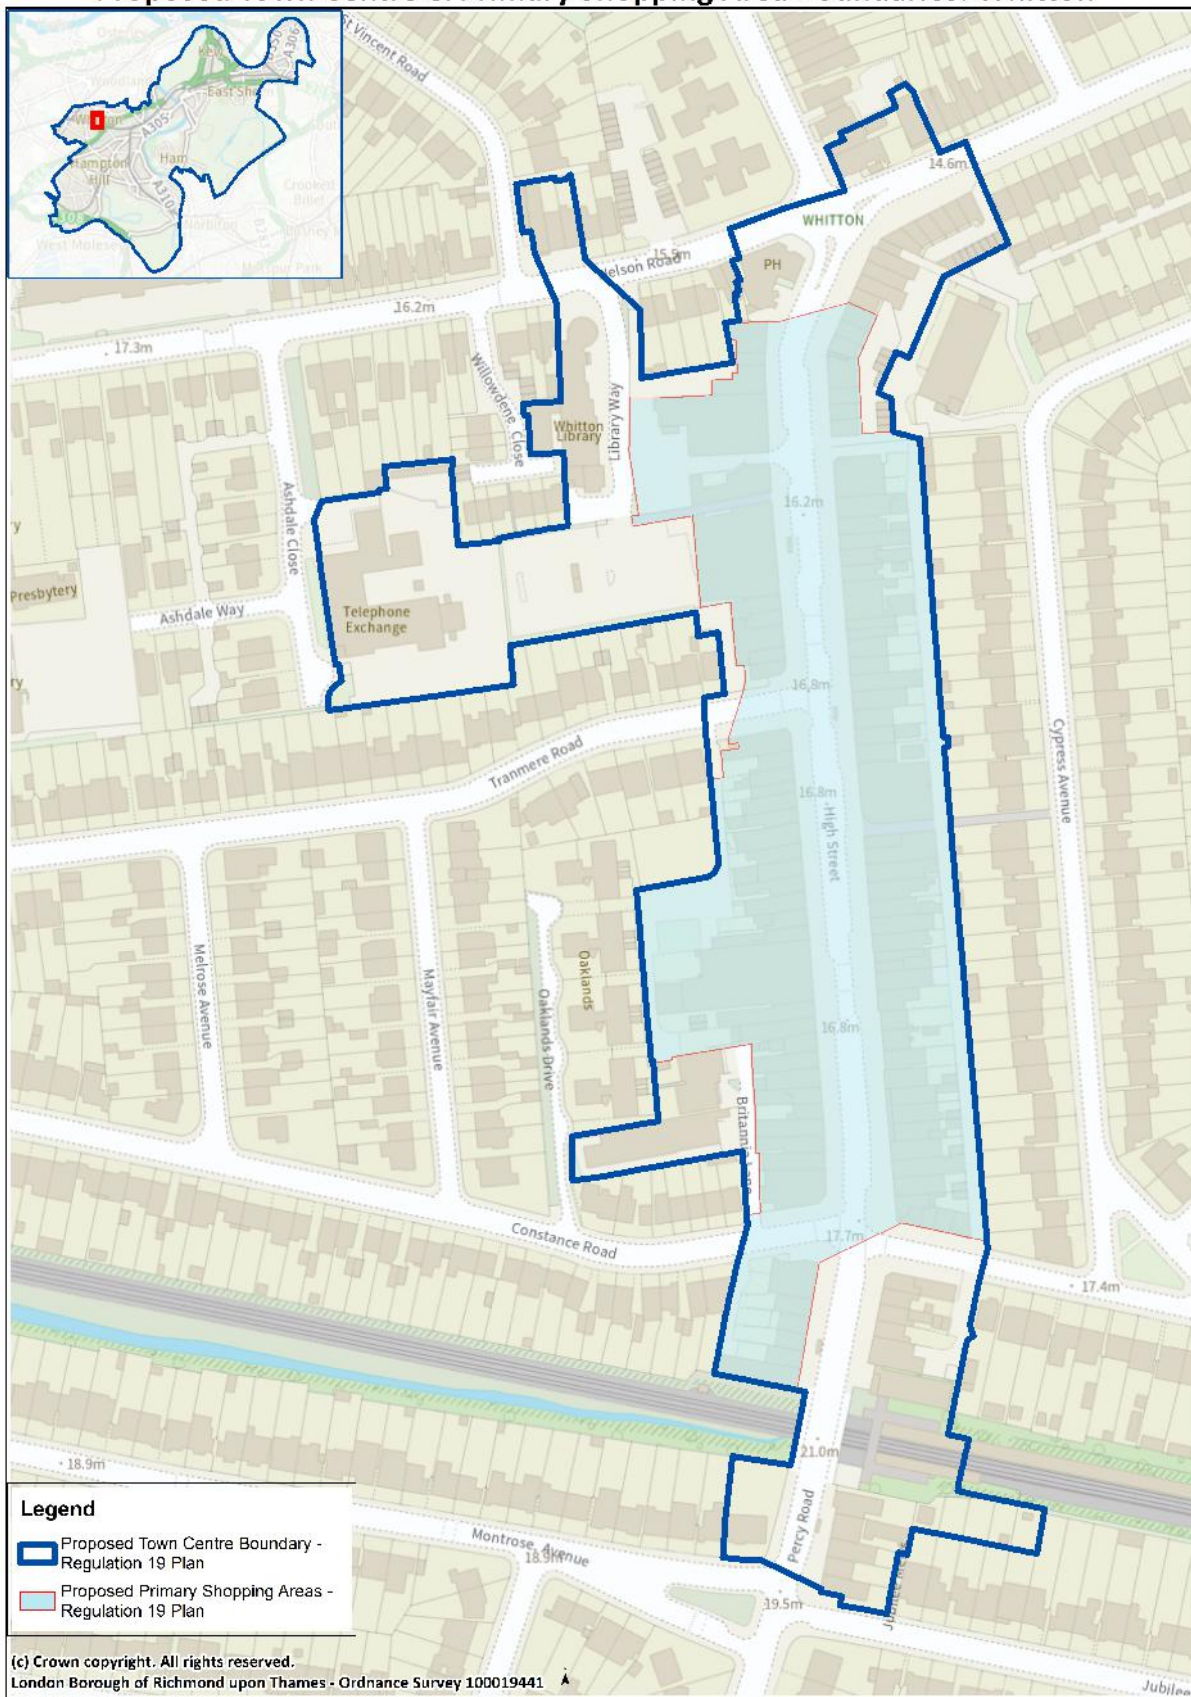 St Vincent Road
A306
Kew
East Sheen
A305
Ham
Hampton
Hill
A310
14.6m
WHITTON
15.5m
Nelson Road
PH
16.2m
17.3m
Willowdene Close
Library Way
Whitton
Library
Ashdale Close
16.2m
Presbytery
Ashdale Way
Telephone
Exchange
16.8m
Tranmere Road
Cypress Avenue
16.8m
High Street
Melrose Avenue
Mayfair Avenue
Oaklands
Oaklands Drive
16.8m
Britannia Lane
Constance Road
17.7m
17.4m
18.9m
21.0m
Legend
Proposed Town Centre Boundary -
Regulation 19 Plan
Proposed Primary Shopping Areas -
Regulation 19 Plan
Montrose Avenue
18.9m
Percy Road
19.5m
Jubilee
(c) Crown copyright. All rights reserved.
London Borough of Richmond upon Thames - Ordnance Survey 100019441